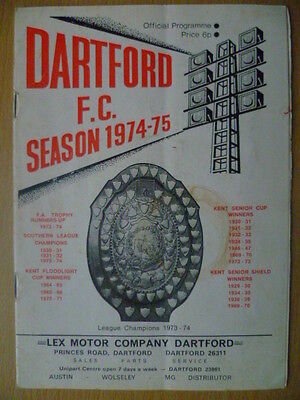 Official Programme ●
Price 6p ●
DARTFORD
F.C.
SEASON 1974-75
F.A. TROPHY
RUNNERS-UP
1973 - 74
SOUTHERN LEAGUE
CHAMPIONS
1930 - 31
1931 - 32
1973 - 74
KENT FLOODLIGHT
CUP WINNERS
1964 - 65
1965 - 66
1970 - 71
KENT SENIOR CUP
WINNERS
1930 - 31
1931 - 32
1932 - 33
1934 - 35
1946 - 47
1969 - 70
1972 - 73
KENT SENIOR SHIELD
WINNERS
1929 - 30
1934 - 35
1938 - 39
1969 - 70
League Champions 1973 - 74
LEX MOTOR COMPANY DARTFORD
PRINCES ROAD, DARTFORD DARTFORD 26311
SALES PARTS SERVICE
Unipart Centre open 7 days a week — DARTFORD 23661
AUSTIN - WOLSELEY - MG DISTRIBUTOR